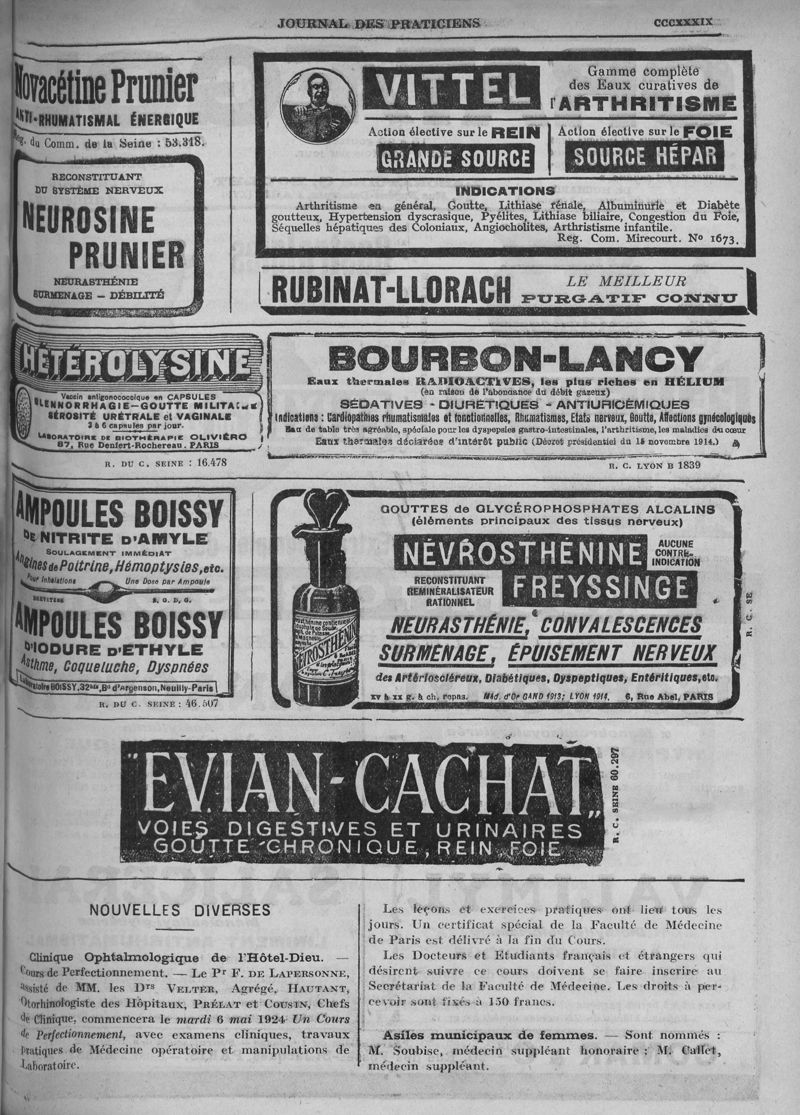 JOURNAL DES PRATICIENS
CCCXXXIX
Novacétine Prunier
ANTI-RHUMATISMAL ÉNERGIQUE
Reg. du Comm. de la Seine : 53.318.
RECONSTITUANT
DU SYSTÈME NERVEUX
NEUROSINE
PRUNIER
NEURASTHÉNIE
SURMENAGE – DÉBILITÉ
VITTEL
Gamme complète
des Eaux curatives de
l'ARTHRITISME
Action élective sur le REIN
GRANDE SOURCE
Action élective sur le FOIE
SOURCE HÉPAR
INDICATIONS
Arthritisme en général, Goutte, Lithiase rénale, Albuminurie et Diabète
goutteux, Hypertension dyscrasique, Pyélites, Lithiase biliaire, Congestion du Foie,
Séquelles hépatiques des Coloniaux, Angiocholites, Arthristisme infantile.
Reg. Com. Mirecourt. No 1673.
RUBINAT-LLORACH
LE MEILLEUR
PURGATIF CONNU
HÉTÉROLYSINE
Vaccin antigonococcique en CAPSULES
BLENNORRHAGIE-GOUTTE MILITAIRE
SÉROSITÉ URÉTRALE et VAGINALE
3 à 6 capsules par jour.
LABORATOIRE DE BIOTHÉRAPIE OLIVIÉRO
87, Rue Denfert-Rochereau. PARIS
R. DU C. SEINE : 16.478
BOURBON-LANCY
Eaux thermales RADIOACTIVES, les plus riches en HÉLIUM
(en raison de l'abondance du débit gazeux)
SÉDATIVES - DIURÉTIQUES - ANTIURICÉMIQUES
Indications : Cardiopathies rhumatismales et fonctionnelles, Rhumatismes, Etats nerveux, Goutte, Affections gynécologiques
Eau de table très agréable, spéciale pour les dyspepsies gastro-intestinales, l'arthritisme, les maladies du cœur
Eaux thermales déclarées d'intérêt public (Décret présidentiel du 15 novembre 1914.)
R. C. LYON B 1839
AMPOULES BOISSY
DE NITRITE D'AMYLE
SOULAGEMENT IMMÉDIAT
Angines de Poitrine, Hémoptysies, etc.
Pour Inhalations Une Dose par Ampoule
S. G. D. G.
AMPOULES BOISSY
D'IODURE D'ETHYLE
Asthme, Coqueluche, Dyspnées
Laboratoire BOISSY, 32bis, Bd d'Argenson, Neuilly-Paris
R. DU C. SEINE : 46.507
GOUTTES DE GLYCÉROPHOSPHATES ALCALINS
(éléments principaux des tissus nerveux)
NÉVROSTHÉNINE
AUCUNE
CONTRE-
INDICATION
RECONSTITUANT
REMINÉRALISATEUR
RATIONNEL
FREYSSINGE
NEURASTHÉNIE, CONVALESCENCES
SURMENAGE, ÉPUISEMENT NERVEUX
des Artérioscléreux, Diabétiques, Dyspeptiques, Entéritiques, etc.
XV à XX g. à ch. repas. Méd. d'Or GAND 1913; LYON 1914. 6, Rue Abel, PARIS
R. C. SE
NÉVROSTHÉNINE
"EVIAN-CACHAT"
VOIES DIGESTIVES ET URINAIRES
GOUTTE CHRONIQUE, REIN, FOIE
R. C. SEINE 60.297
NOUVELLES DIVERSES
Clinique Ophtalmologique de l'Hôtel-Dieu. —
Cours de Perfectionnement. — Le Pr F. DE LAPERSONNE,
assisté de MM. les Drs VELTER, Agrégé, HAUTANT,
Otorhinologiste des Hôpitaux, PRÉLAT et COUSIN, Chefs
de Clinique, commencera le mardi 6 mai 1924 Un Cours
de Perfectionnement, avec examens cliniques, travaux
pratiques de Médecine opératoire et manipulations de
Laboratoire.
Les leçons et exercices pratiques ont lieu tous les
jours. Un certificat spécial de la Faculté de Médecine
de Paris est délivré à la fin du Cours.
Les Docteurs et Etudiants français et étrangers qui
désirent suivre ce cours doivent se faire inscrire au
Secrétariat de la Faculté de Médecine. Les droits à per-
cevoir sont fixés à 150 francs.
Asiles municipaux de femmes. — Sont nommés :
M. Soubise, médecin suppléant honoraire ; M. Callet,
médecin suppléant.